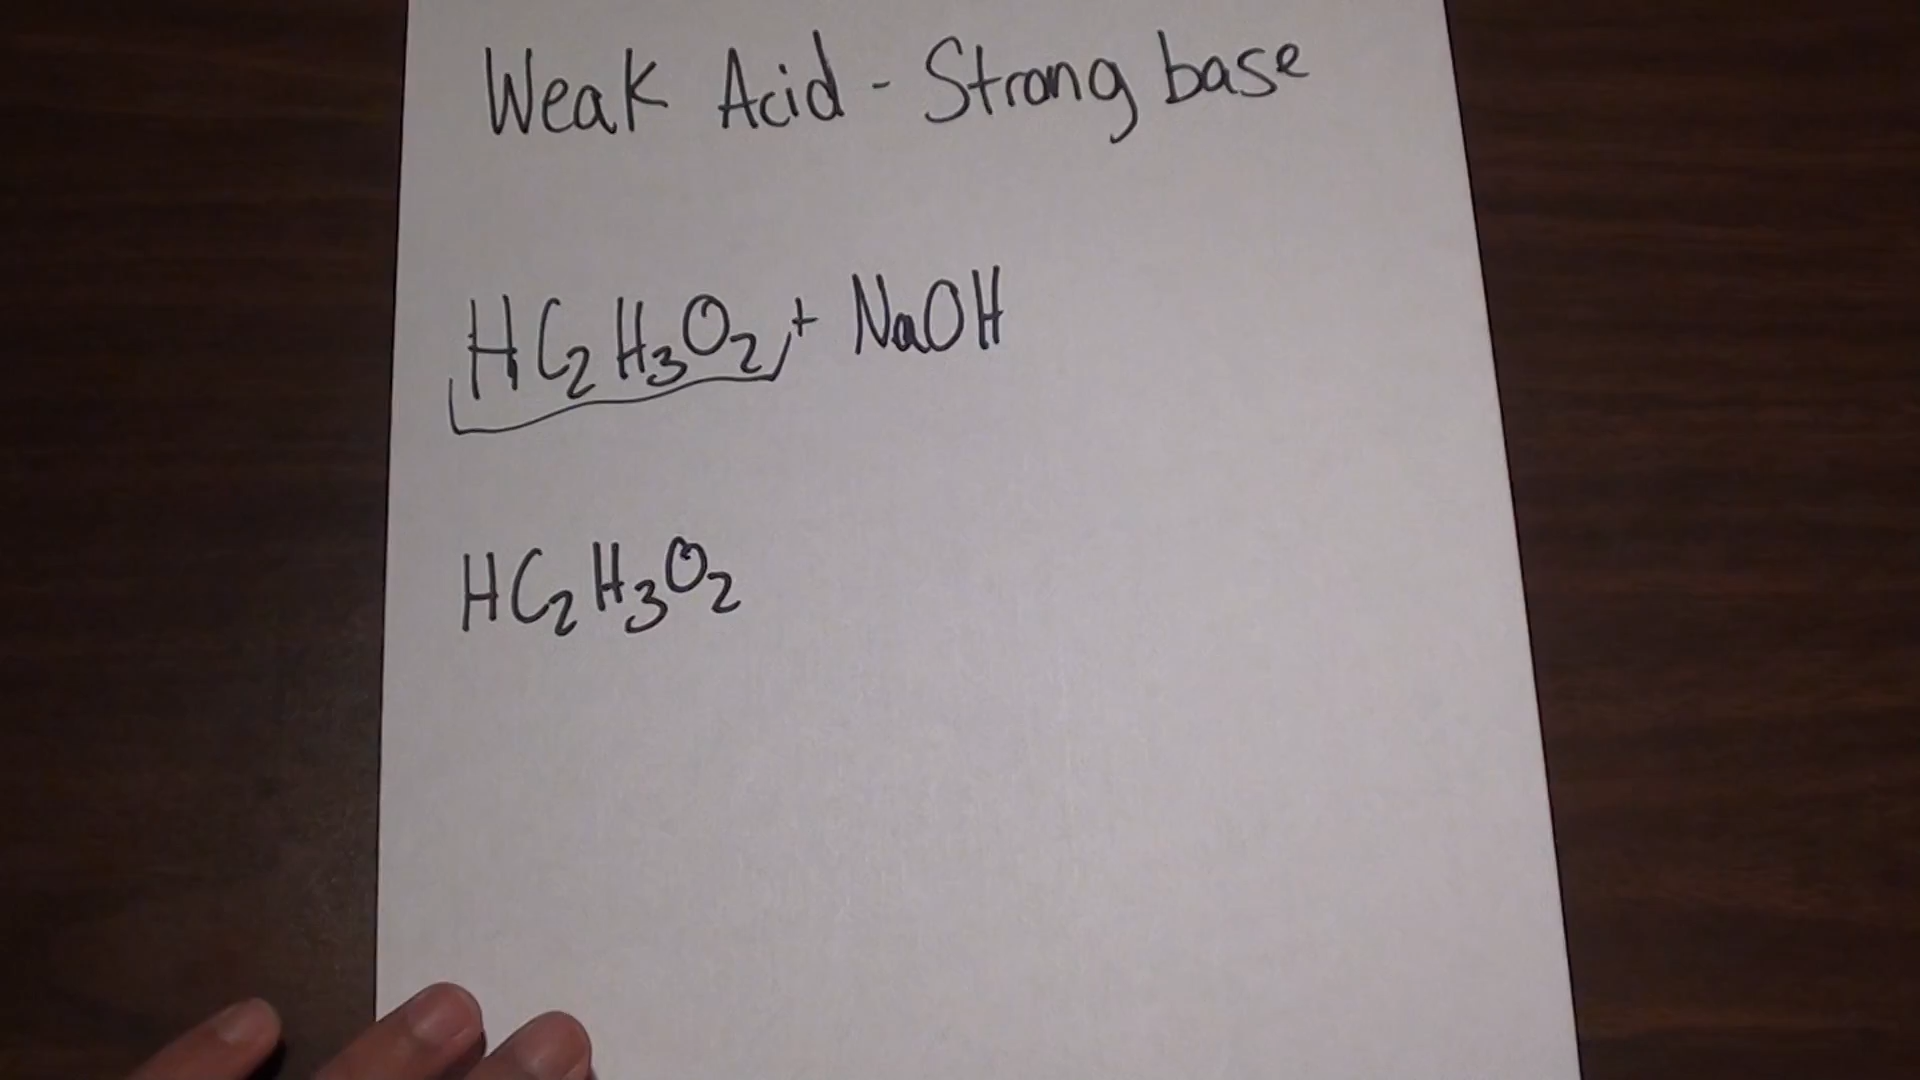 Weak Acid - Strong base
HC₂H₃O₂ + NaOH
HC₂H₃O₂